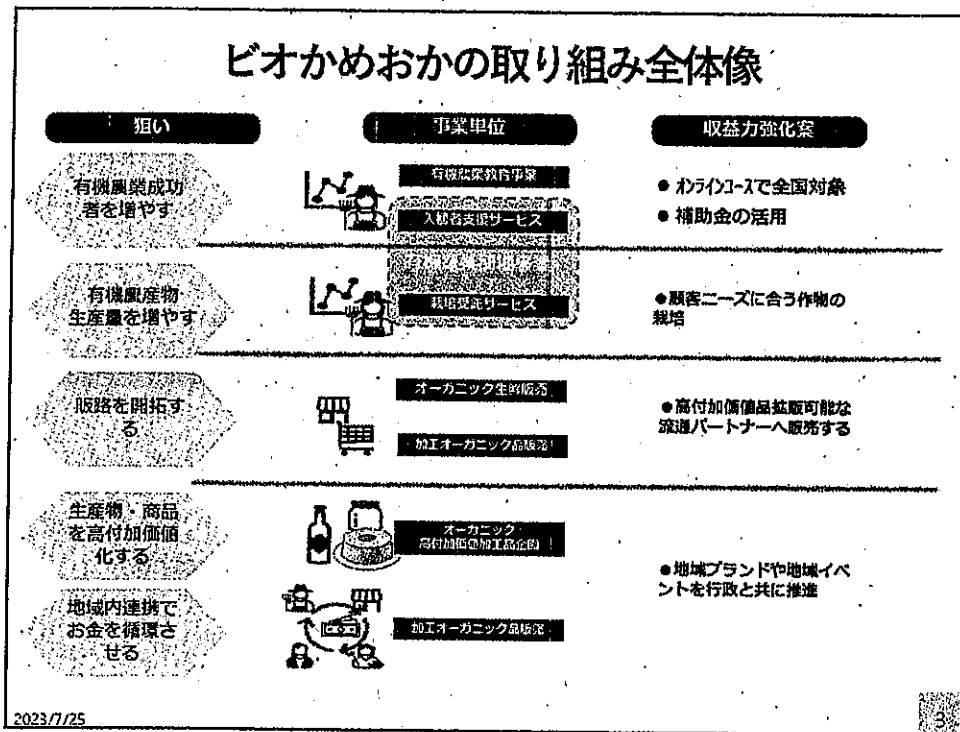 ビオかめおかの取り組み全体像
狙い
事業単位
収益力強化案
有機農業成功
者を増やす
有機農業教育事業
入植者支援サービス
● オンラインコースで全国対象
● 補助金の活用
有機農産物
生産量を増やす
栽培受託サービス
●顧客ニーズに合う作物の
栽培
販路を開拓す
る
オーガニック生鮮販売
加工オーガニック品販売
●高付加価値品拡販可能な
流通パートナーへ販売する
生産物・商品
を高付加価値
化する
オーガニック
高付加価値加工品企画
地域内連携で
お金を循環さ
せる
加工オーガニック品販売
●地域ブランドや地域イベ
ントを行政と共に推進
2023/7/25
3